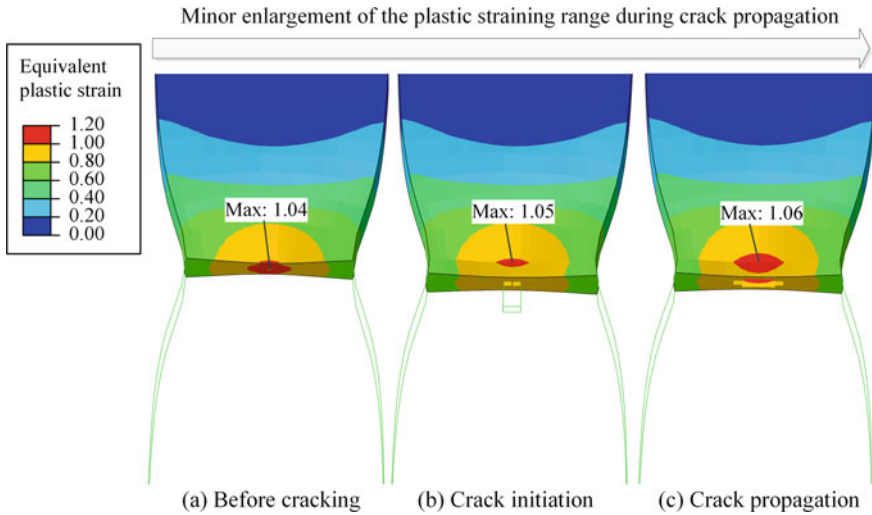 Minor enlargement of the plastic straining range during crack propagation
Equivalent
plastic strain
1.20
1.00
0.80
0.60
0.40
0.20
0.00
Max: 1.04
Max: 1.05
Max: 1.06
(a) Before cracking
(b) Crack initiation
(c) Crack propagation